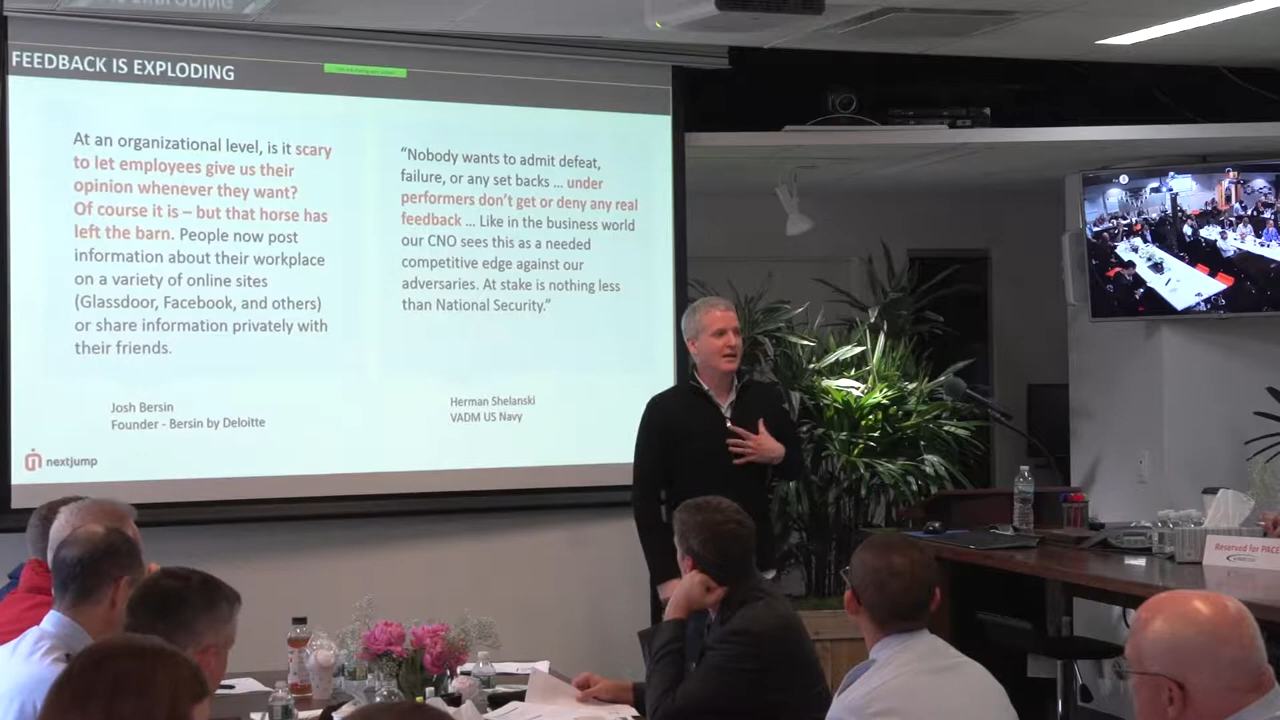 FEEDBACK IS EXPLODING
At an organizational level, is it scary
to let employees give us their
opinion whenever they want?
Of course it is – but that horse has
left the barn. People now post
information about their workplace
on a variety of online sites
(Glassdoor, Facebook, and others)
or share information privately with
their friends.
Josh Bersin
Founder - Bersin by Deloitte
“Nobody wants to admit defeat,
failure, or any set backs ... under
performers don’t get or deny any real
feedback ... Like in the business world
our CNO sees this as a needed
competitive edge against our
adversaries. At stake is nothing less
than National Security.”
Herman Shelanski
VADM US Navy
nextjump
Reserved for PACE